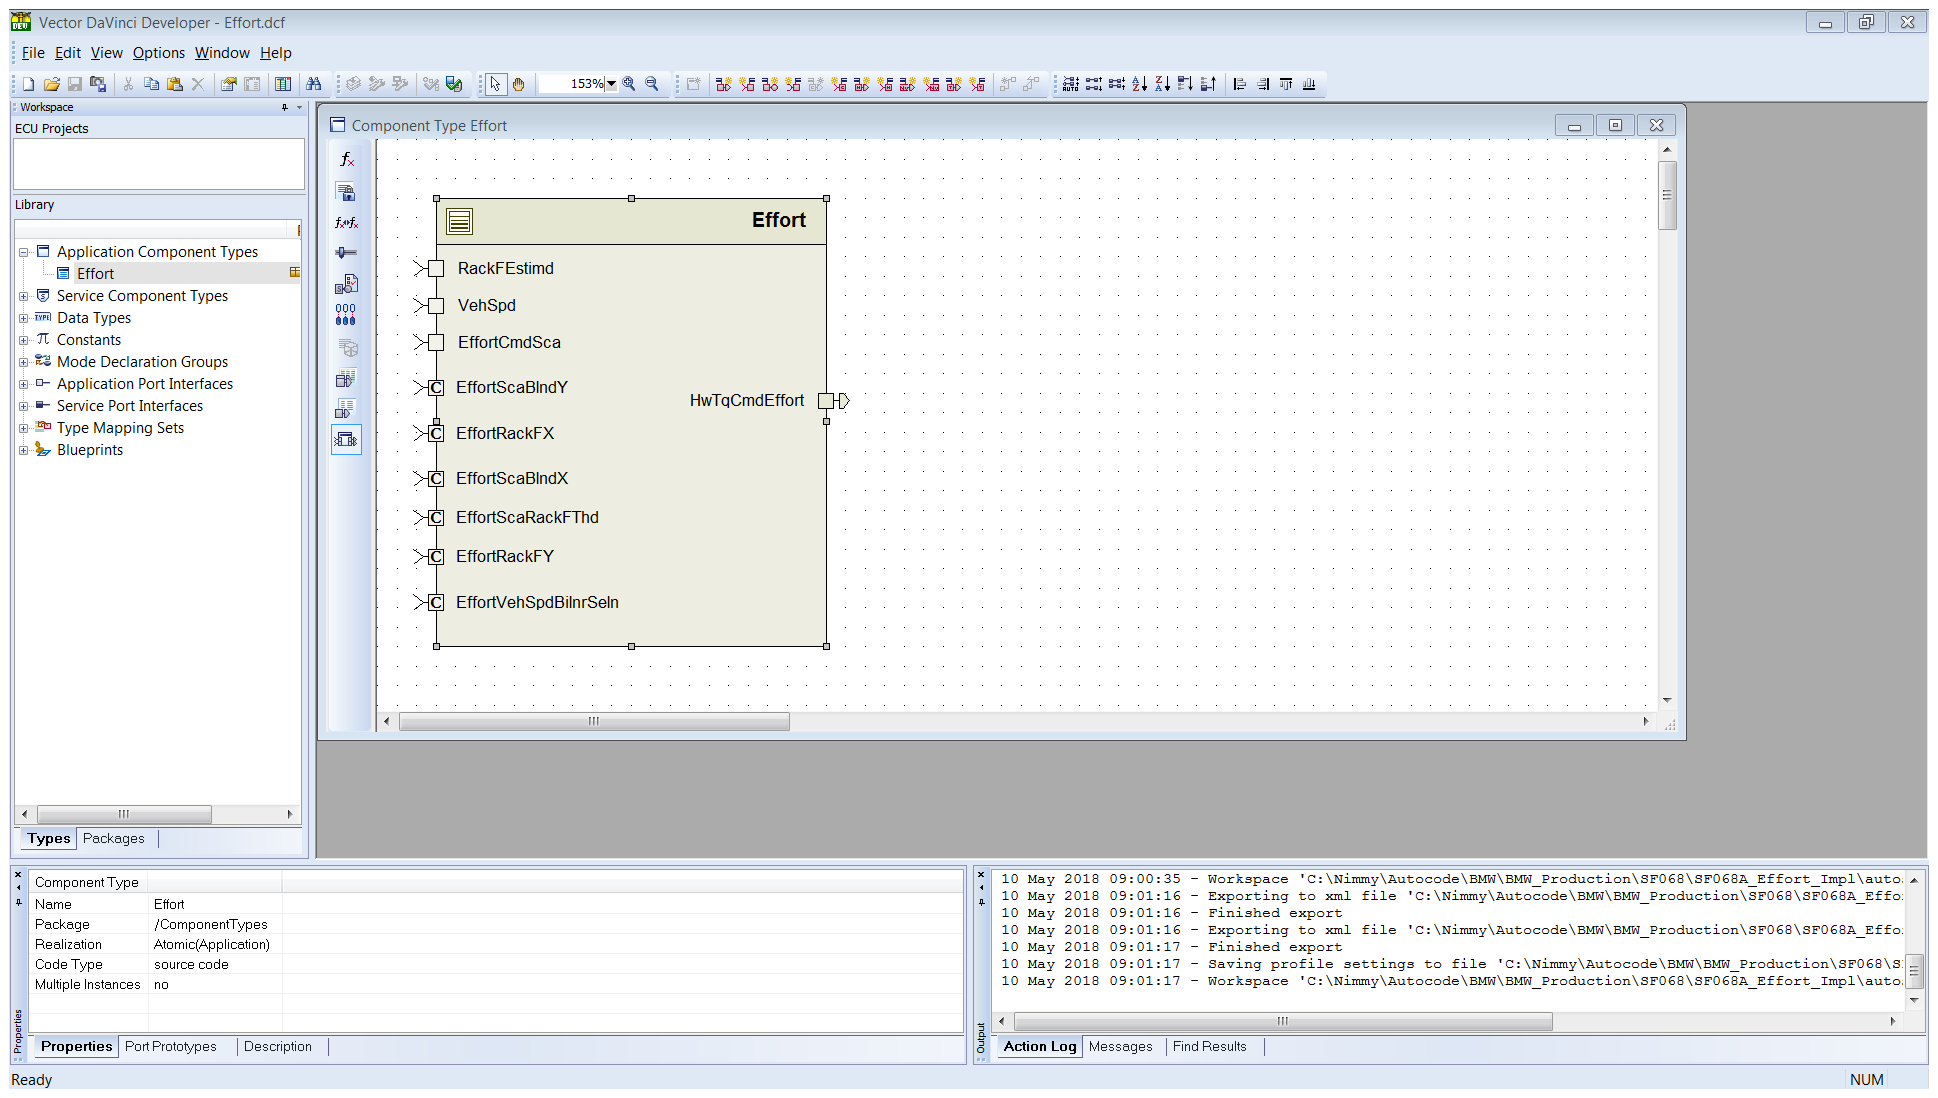 Vector DaVinci Developer - Effort.dcf
File Edit View Options Window Help
153%
Workspace
ECU Projects
Library
Application Component Types
Effort
Service Component Types
Data Types
Constants
Mode Declaration Groups
Application Port Interfaces
Service Port Interfaces
Type Mapping Sets
Blueprints
Types Packages
Component Type Effort
Effort
RackFEstimd
VehSpd
EffortCmdSca
C EffortScaBlndY
HwTqCmdEffort
C EffortRackFX
C EffortScaBlndX
C EffortScaRackFThd
C EffortRackFY
C EffortVehSpdBilnrSeln
Properties
Component Type
Name Effort
Package /ComponentTypes
Realization Atomic(Application)
Code Type source code
Multiple Instances no
Properties Port Prototypes Description
Output
10 May 2018 09:00:35 - Workspace 'C:\Nimmy\Autocode\BMW\BMW_Production\SF068\SF068A_Effort_Impl\auto
10 May 2018 09:01:16 - Exporting to xml file 'C:\Nimmy\Autocode\BMW\BMW_Production\SF068\SF068A_Effo
10 May 2018 09:01:16 - Finished export
10 May 2018 09:01:16 - Exporting to xml file 'C:\Nimmy\Autocode\BMW\BMW_Production\SF068\SF068A_Effo
10 May 2018 09:01:17 - Finished export
10 May 2018 09:01:17 - Saving profile settings to file 'C:\Nimmy\Autocode\BMW\BMW_Production\SF068\S
10 May 2018 09:01:17 - Workspace 'C:\Nimmy\Autocode\BMW\BMW_Production\SF068\SF068A_Effort_Impl\auto
Action Log Messages Find Results
Ready
NUM